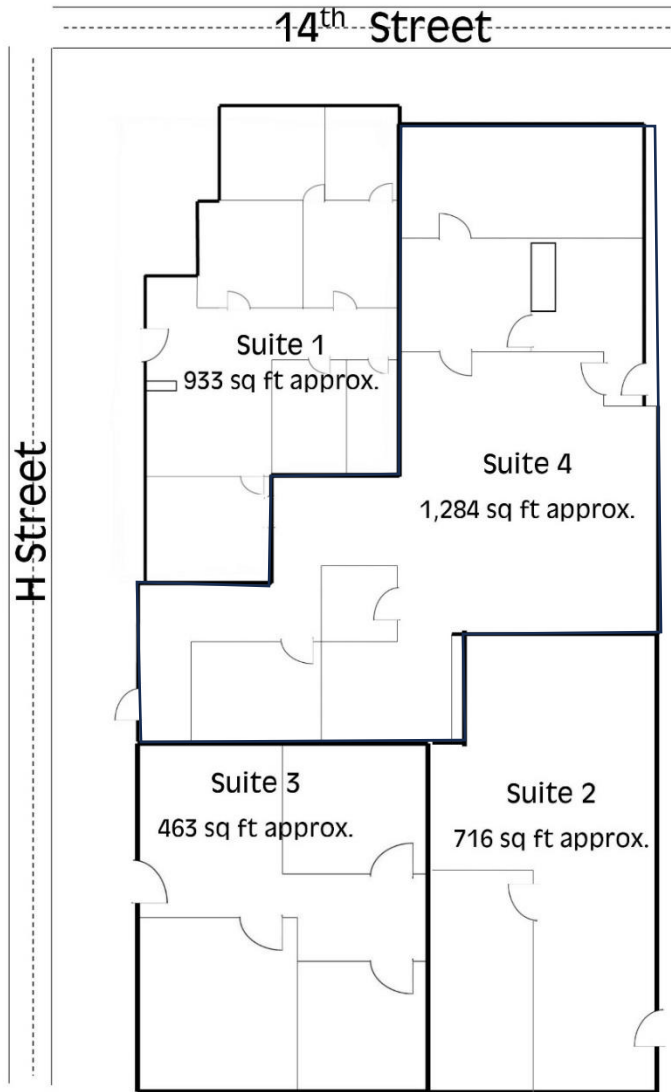 14th Street
H Street
Suite 1
933 sq ft approx.
Suite 4
1,284 sq ft approx.
Suite 3
463 sq ft approx.
Suite 2
716 sq ft approx.